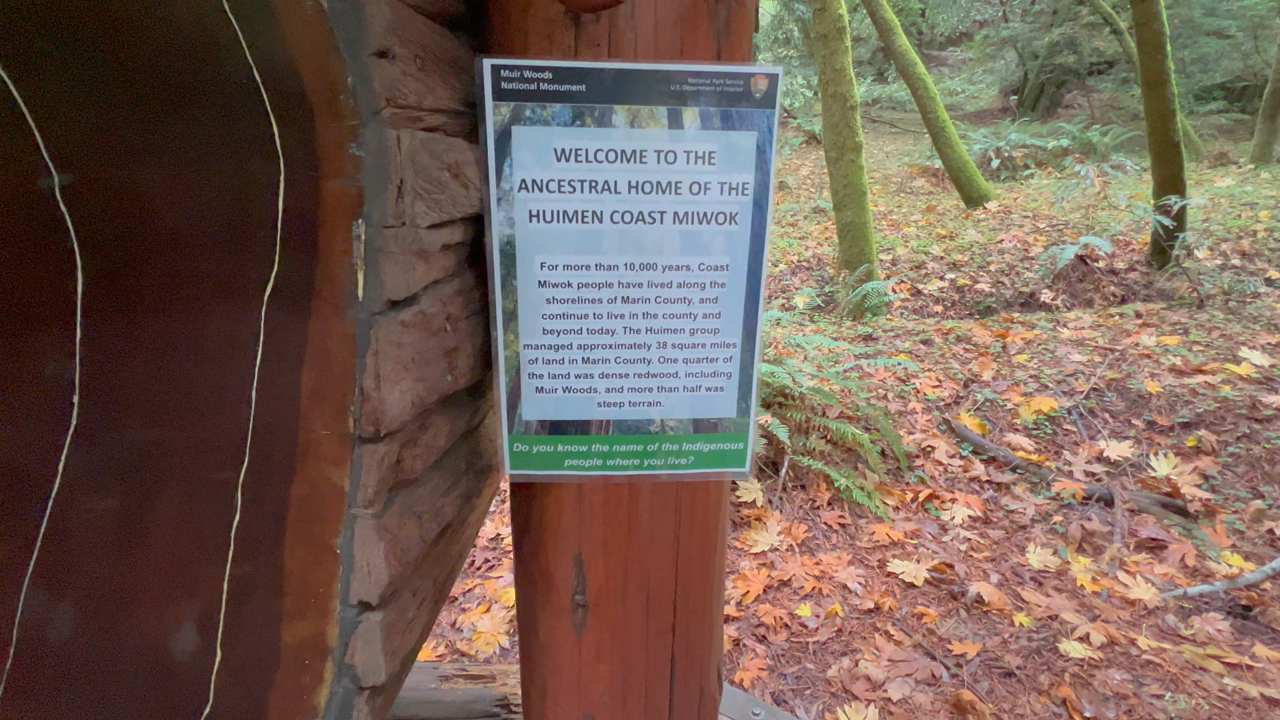 Muir Woods
National Monument
National Park Service
U.S. Department of Interior
WELCOME TO THE
ANCESTRAL HOME OF THE
HUIMEN COAST MIWOK
For more than 10,000 years, Coast
Miwok people have lived along the
shorelines of Marin County, and
continue to live in the county and
beyond today. The Huimen group
managed approximately 38 square miles
of land in Marin County. One quarter of
the land was dense redwood, including
Muir Woods, and more than half was
steep terrain.
Do you know the name of the Indigenous
people where you live?